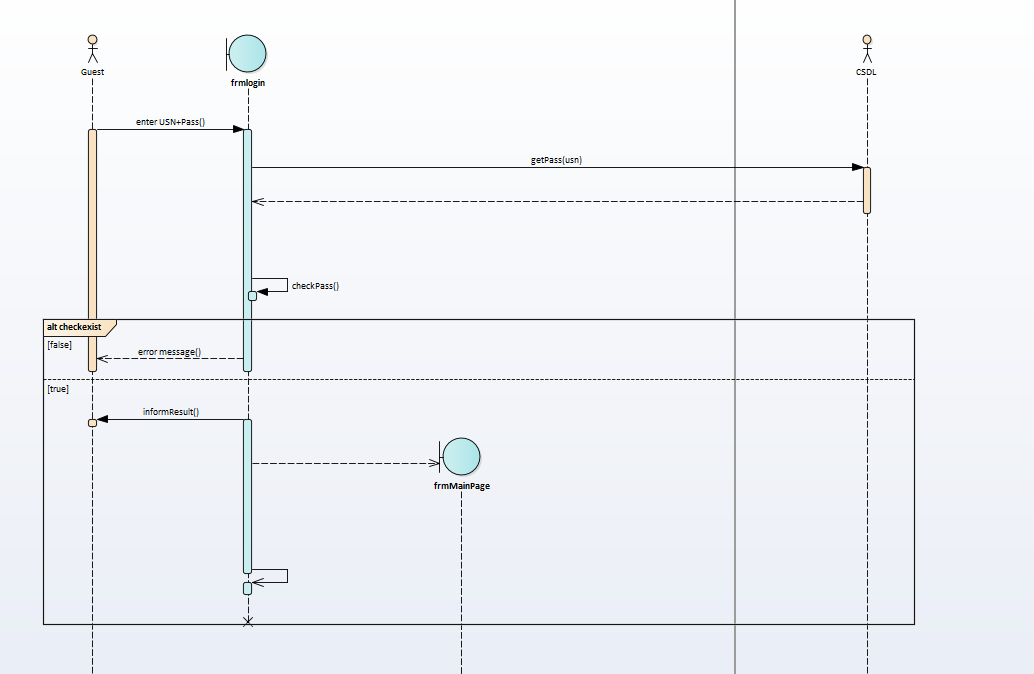 Guest
frmlogin
CSDL
enter USN+Pass()
getPass(usn)
checkPass()
alt checkexist
[false]
error message()
[true]
informResult()
frmMainPage